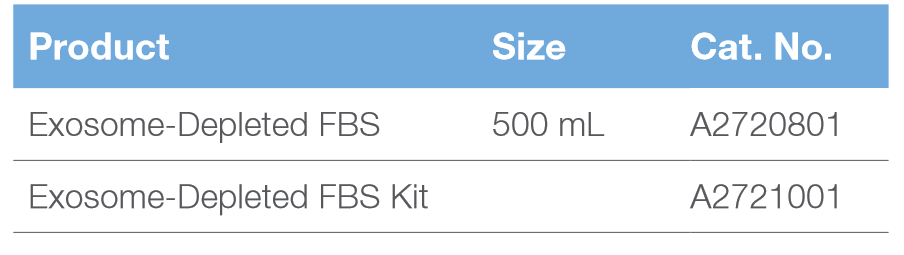 Product Size Cat. No.
Exosome-Depleted FBS 500 mL A2720801
Exosome-Depleted FBS Kit A2721001